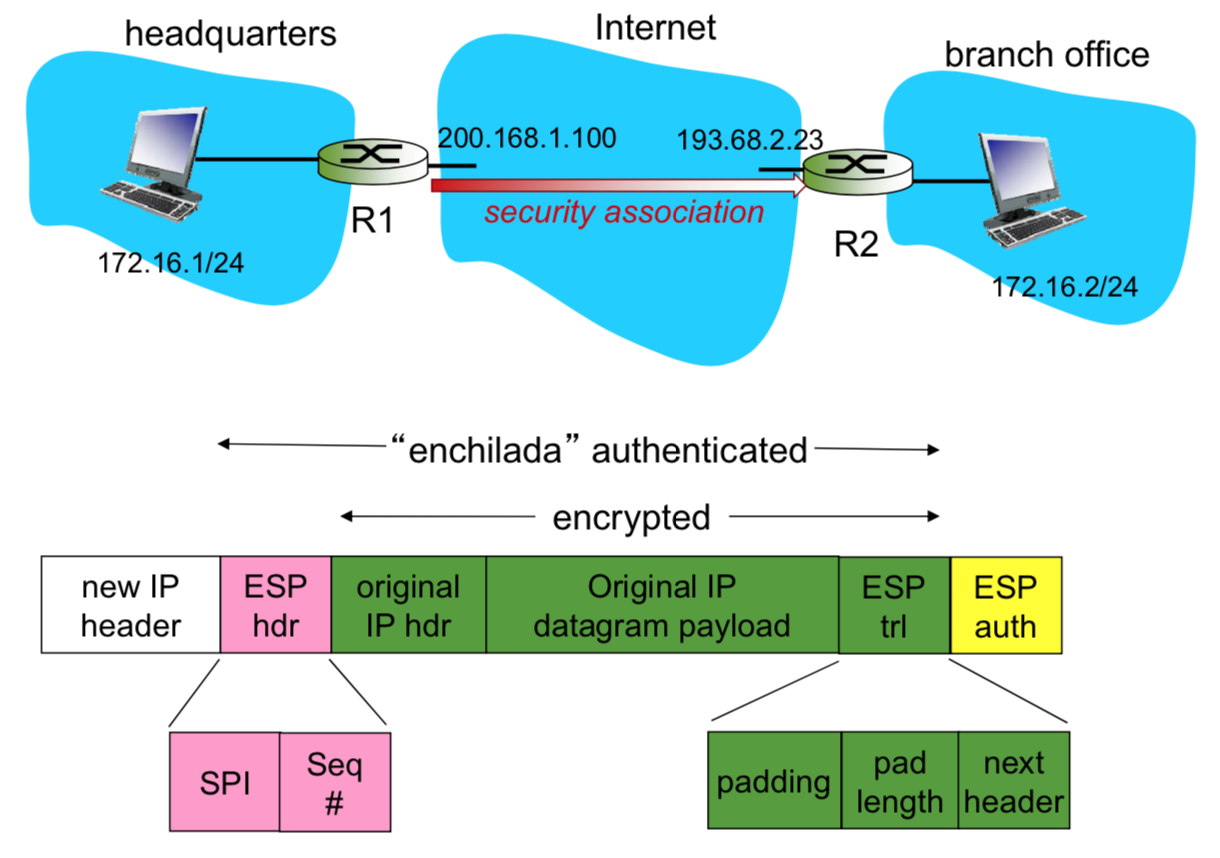 headquarters
Internet
branch office
200.168.1.100
193.68.2.23
security association
R1
R2
172.16.1/24
172.16.2/24
“enchilada” authenticated
encrypted
new IP
header
ESP
hdr
original
IP hdr
Original IP
datagram payload
ESP
trl
ESP
auth
SPI
Seq
#
padding
pad
length
next
header